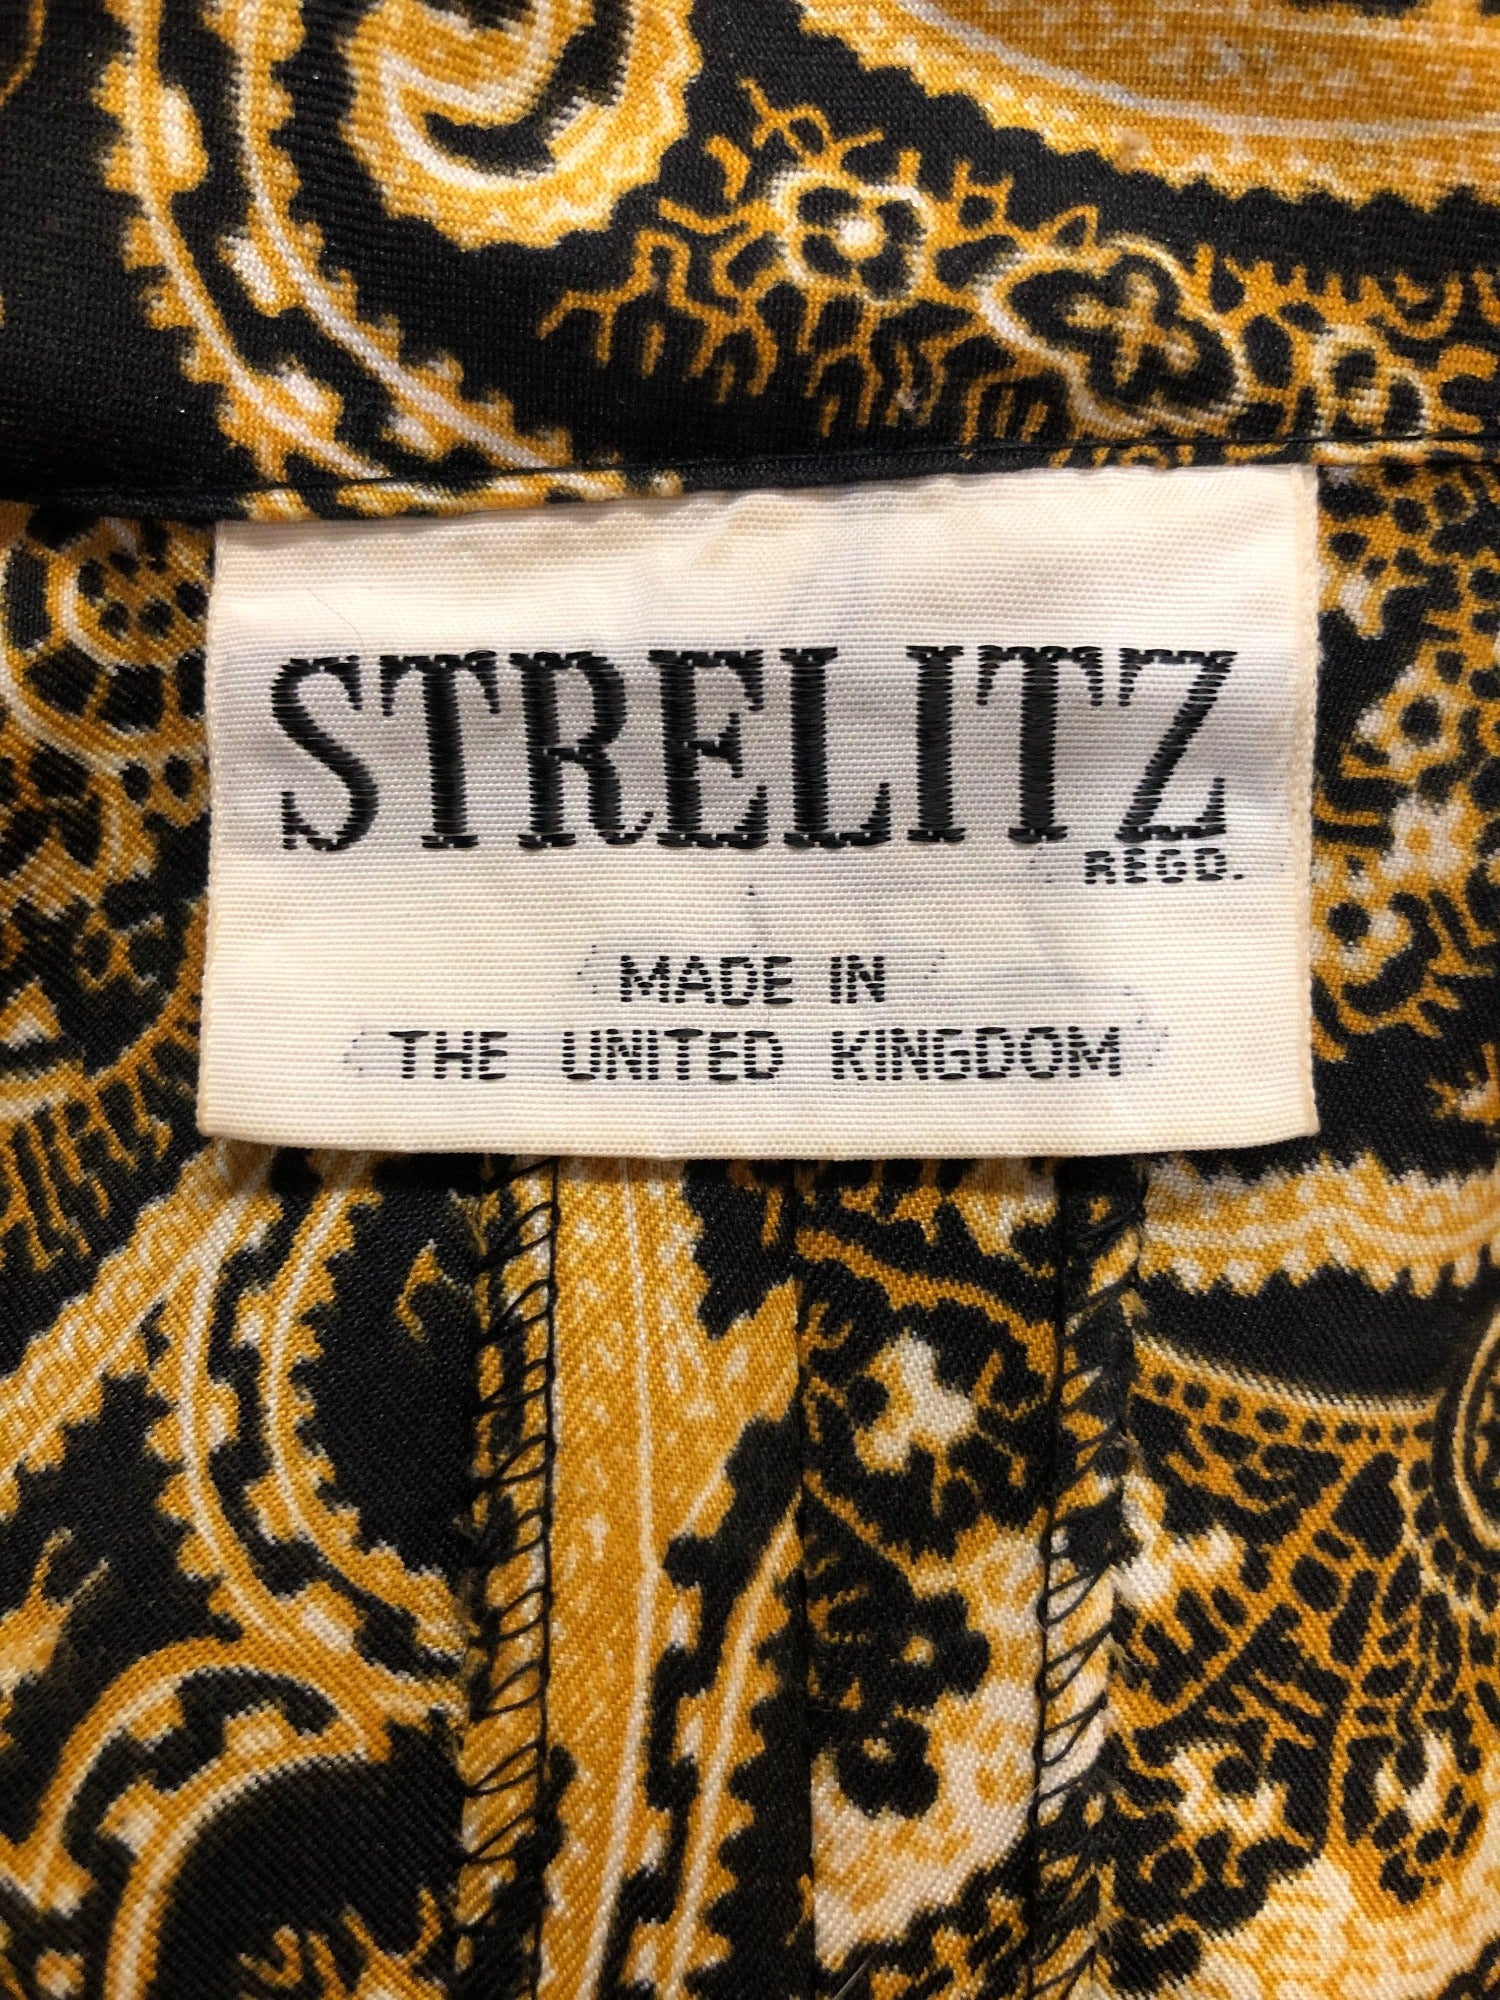 STRELITZ
REGD.
MADE IN
THE UNITED KINGDOM